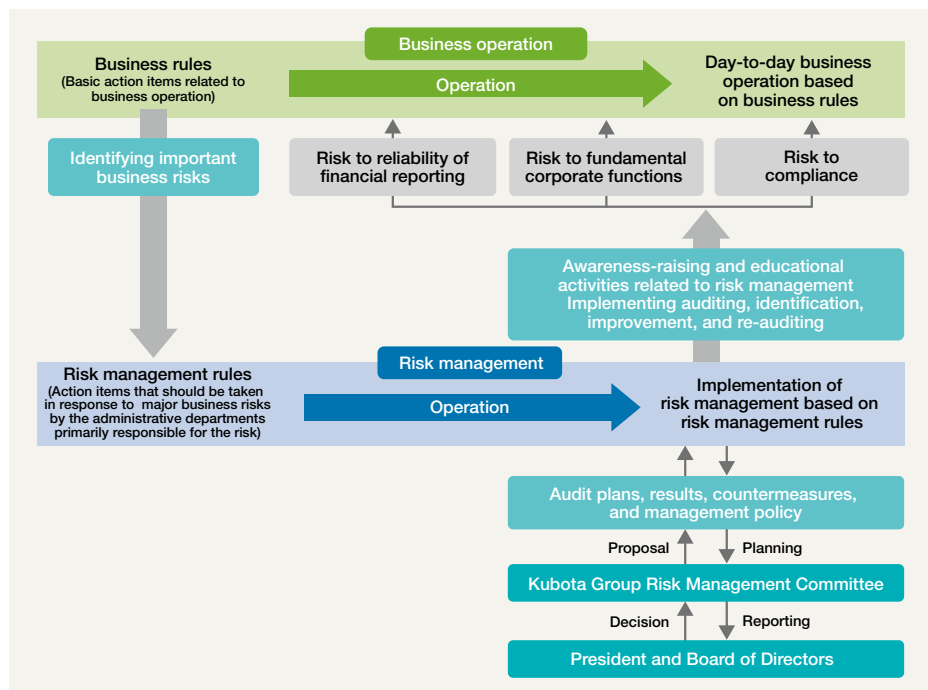 Business operation
Business rules
(Basic action items related to
business operation)
Operation
Day-to-day business
operation based
on business rules
Identifying important
business risks
Risk to reliability of
financial reporting
Risk to fundamental
corporate functions
Risk to
compliance
Awareness-raising and educational
activities related to risk management
Implementing auditing, identification,
improvement, and re-auditing
Risk management
Risk management rules
(Action items that should be taken
in response to major business risks
by the administrative departments
primarily responsible for the risk)
Operation
Implementation of
risk management based on
risk management rules
Audit plans, results, countermeasures,
and management policy
Proposal
Planning
Kubota Group Risk Management Committee
Decision
Reporting
President and Board of Directors